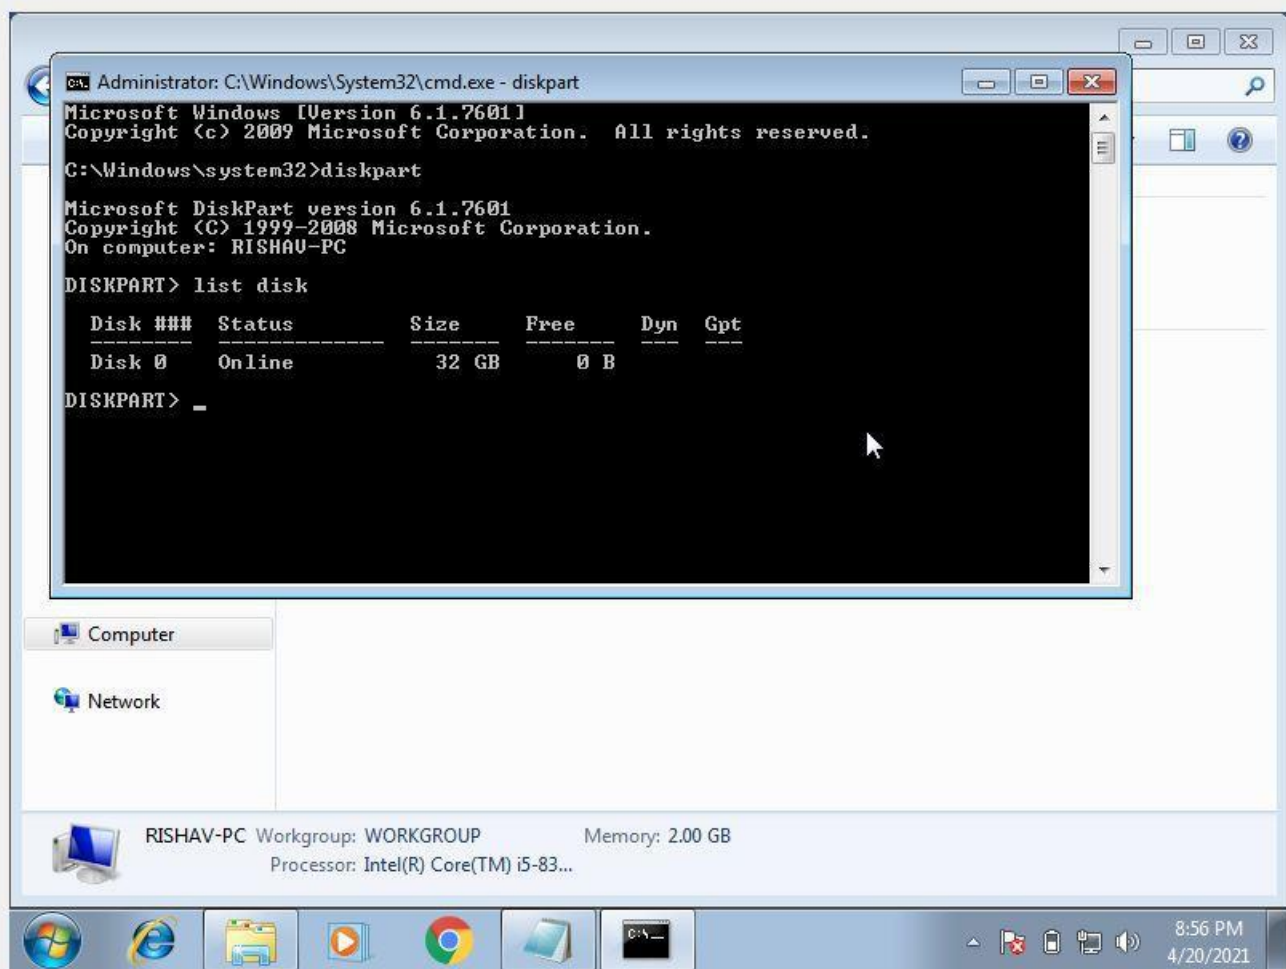 Administrator: C:\Windows\System32\cmd.exe - diskpart
Microsoft Windows [Version 6.1.7601]
Copyright (c) 2009 Microsoft Corporation.  All rights reserved.
C:\Windows\system32>diskpart
Microsoft DiskPart version 6.1.7601
Copyright (C) 1999-2008 Microsoft Corporation.
On computer: RISHAV-PC
DISKPART> list disk
Disk ###  Status         Size     Free     Dyn  Gpt
--------  -------------  -------  -------  ---  ---
Disk 0    Online           32 GB      0 B
DISKPART> _
Computer
Network
RISHAV-PC Workgroup: WORKGROUP Memory: 2.00 GB
Processor: Intel(R) Core(TM) i5-83...
8:56 PM
4/20/2021